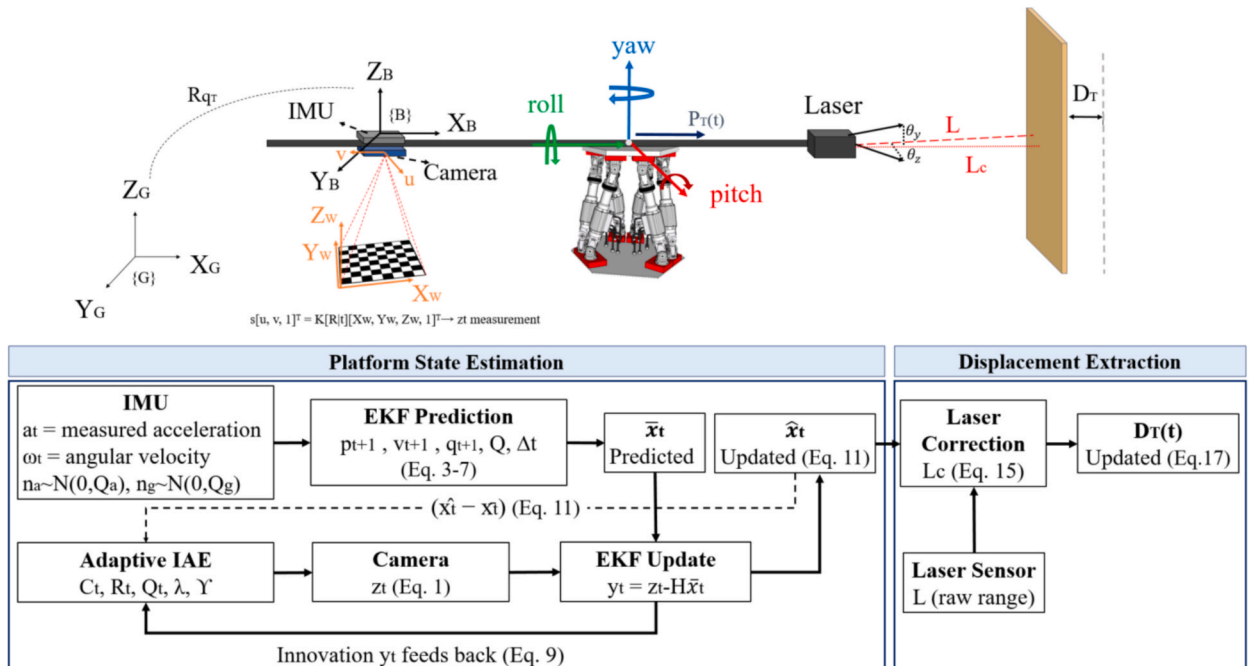 yaw
Z_B
R_{qT}
IMU
{B}
X_B
roll
P_T(t)
Laser
D_T
θ_y
L
θ_z
L_c
v
Y_B
u
Camera
pitch
Z_G
Z_W
Y_W
X_G
{G}
X_W
Y_G
s[u, v, 1]ᵀ = K[R|t][Xw, Yw, Zw, 1]ᵀ→ zt measurement
Platform State Estimation
Displacement Extraction
IMU
at = measured acceleration
ωt = angular velocity
na~N(0,Qa), ng~N(0,Qg)
EKF Prediction
pt+1 , vt+1 , qt+1, Q, Δt
(Eq. 3-7)
x̄t
Predicted
x̂t
Updated (Eq. 11)
Laser
Correction
Lc (Eq. 15)
DT(t)
Updated (Eq.17)
(xt̂ − xt̄) (Eq. 11)
Adaptive IAE
Ct, Rt, Qt, λ, ϒ
Camera
zt (Eq. 1)
EKF Update
yt = zt-Hx̄t
Laser Sensor
L (raw range)
Innovation yt feeds back (Eq. 9)